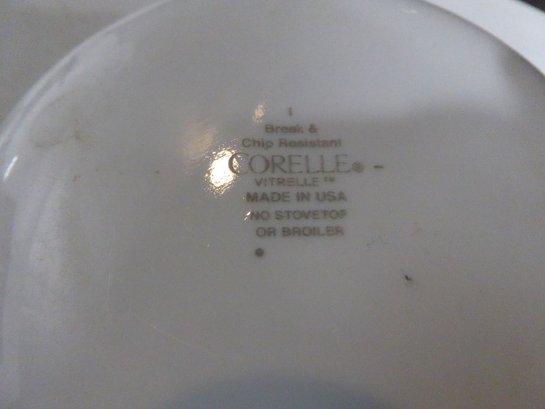 1
Break &
Chip Resistant
CORELLE® -
VITRELLE™
MADE IN USA
NO STOVETOP
OR BROILER